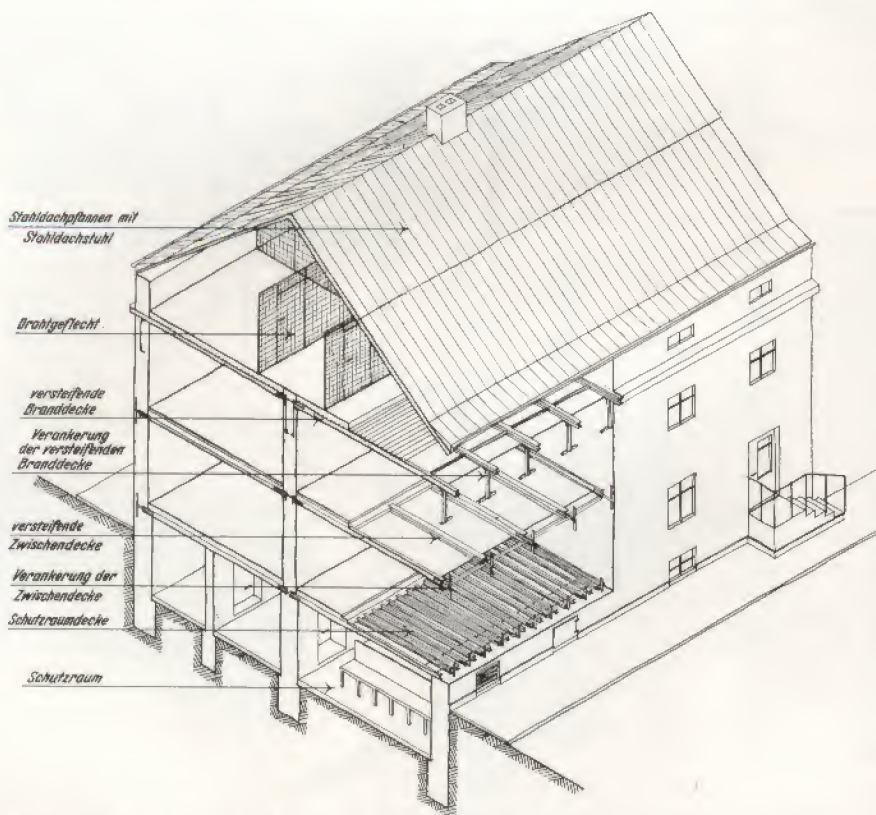 Stahldachpfannen mit
Stahldachstuhl
Drahtgeflecht
versteifende
Branddecke
Verankerung
der versteifenden
Branddecke
versteifende
Zwischendecke
Verankerung der
Zwischendecke
Schutzraumdecke
Schutzraum